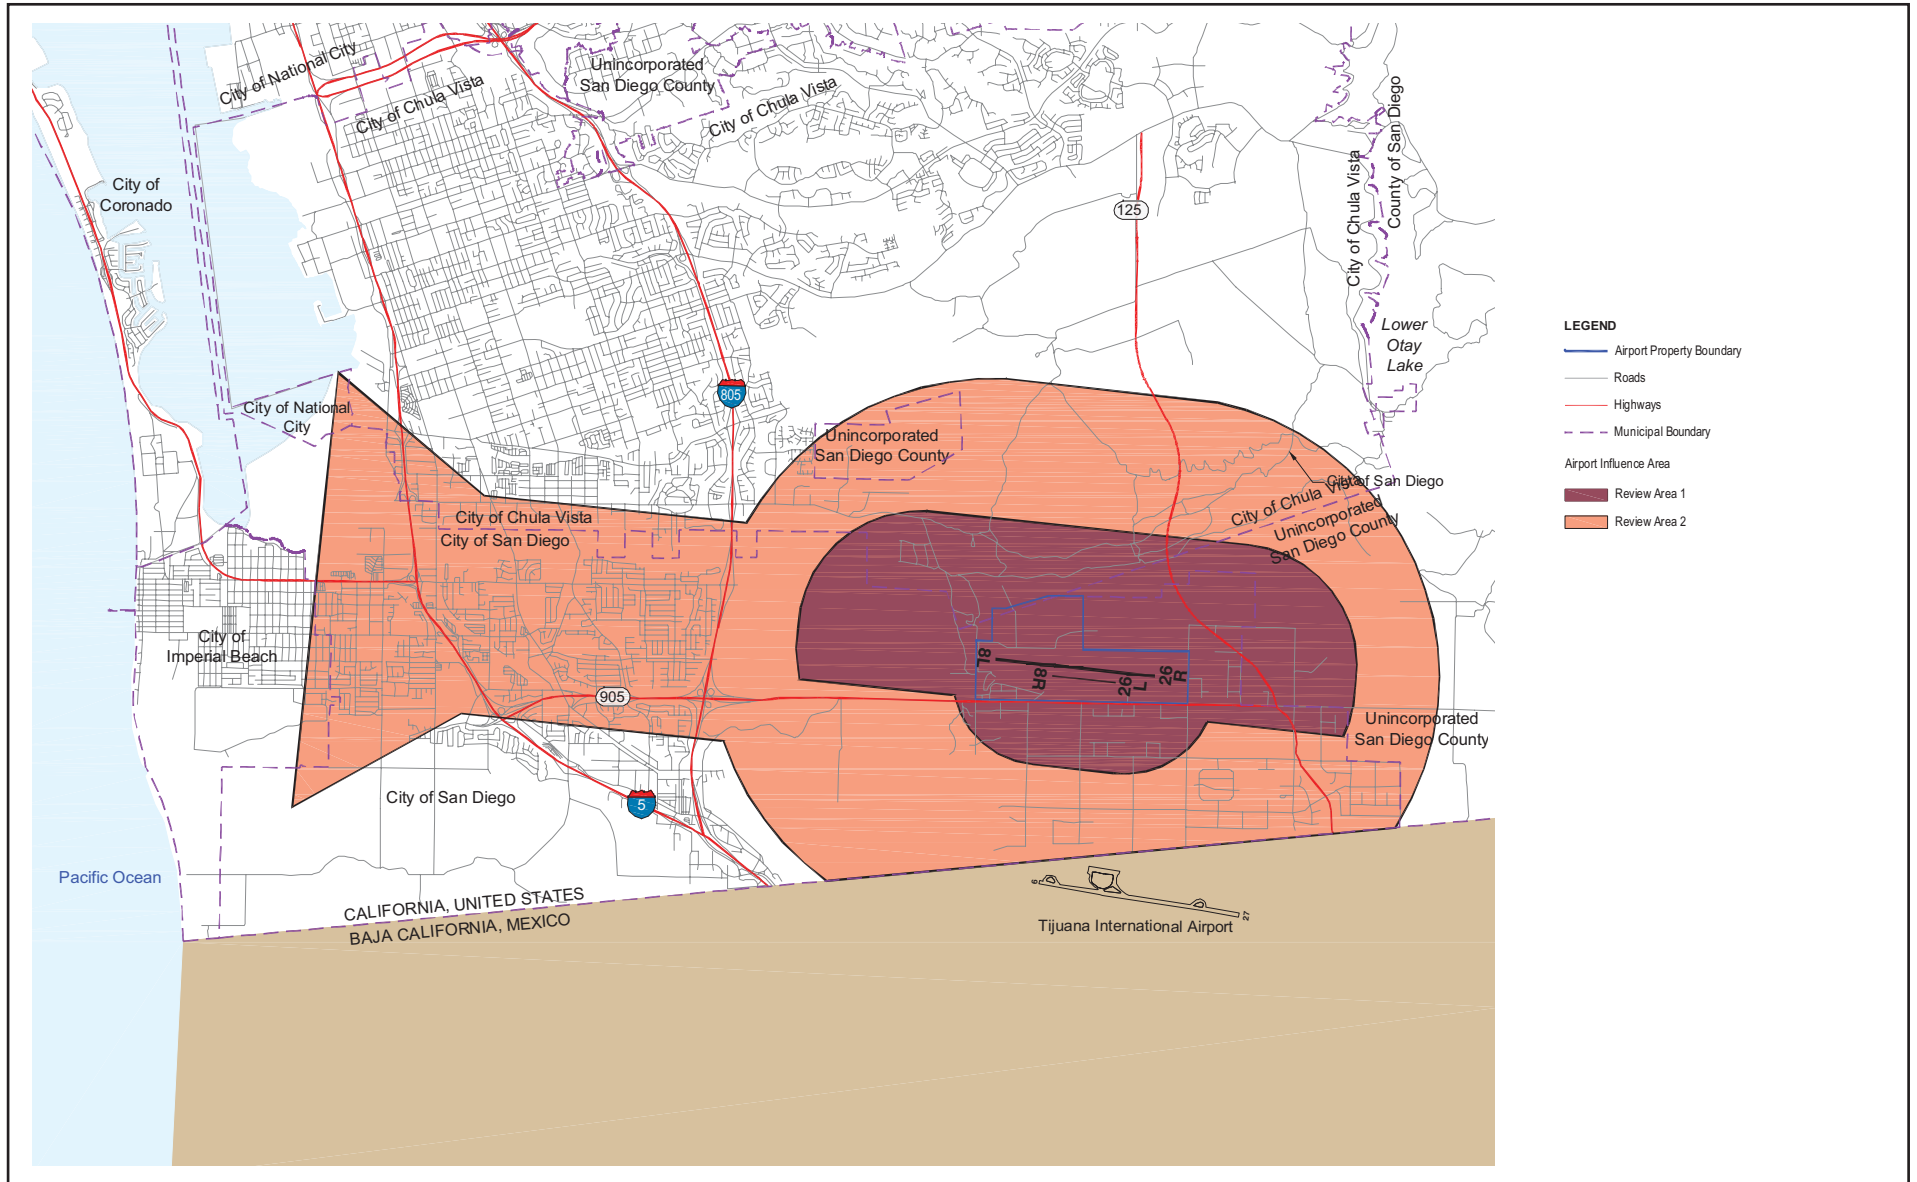 City of National City
City of Chula Vista
Unincorporated
San Diego County
City of Chula Vista
County of San Diego
City of Chula Vista
City of
Coronado
125
Lower
Otay
Lake
LEGEND
Airport Property Boundary
Roads
Highways
Municipal Boundary
Airport Influence Area
Review Area 1
Review Area 2
805
City of National
City
Unincorporated
San Diego County
City of San Diego
City of Chula Vista
Unincorporated
San Diego County
City of Chula Vista
City of San Diego
City of
Imperial Beach
8L
8R
26
L
26
R
905
Unincorporated
San Diego County
City of San Diego
5
Pacific Ocean
CALIFORNIA, UNITED STATES
BAJA CALIFORNIA, MEXICO
9
27
Tijuana International Airport